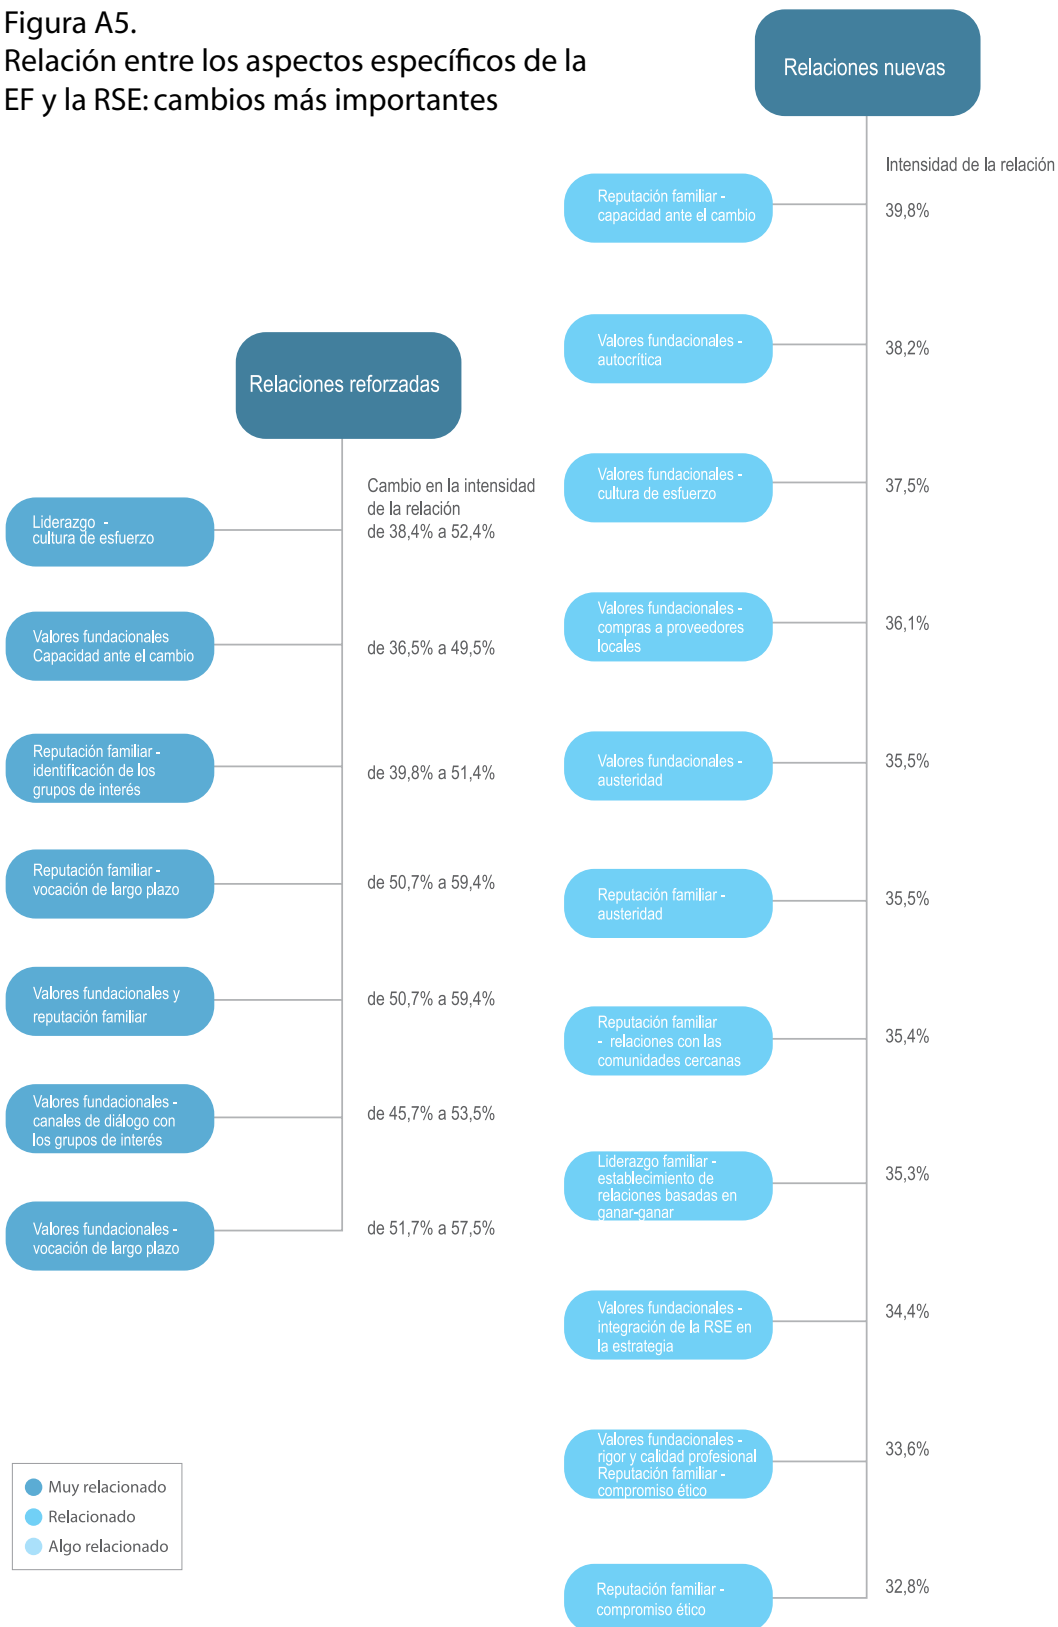 Figura A5.
Relación entre los aspectos específicos de la
EF y la RSE: cambios más importantes
Relaciones reforzadas
Cambio en la intensidad
de la relación
Liderazgo -
cultura de esfuerzo
de 38,4% a 52,4%
Valores fundacionales
Capacidad ante el cambio
de 36,5% a 49,5%
Reputación familiar -
identificación de los
grupos de interés
de 39,8% a 51,4%
Reputación familiar -
vocación de largo plazo
de 50,7% a 59,4%
Valores fundacionales y
reputación familiar
de 50,7% a 59,4%
Valores fundacionales -
canales de diálogo con
los grupos de interés
de 45,7% a 53,5%
Valores fundacionales -
vocación de largo plazo
de 51,7% a 57,5%
Muy relacionado
Relacionado
Algo relacionado
Relaciones nuevas
Intensidad de la relación
Reputación familiar -
capacidad ante el cambio
39,8%
Valores fundacionales -
autocrítica
38,2%
Valores fundacionales -
cultura de esfuerzo
37,5%
Valores fundacionales -
compras a proveedores
locales
36,1%
Valores fundacionales -
austeridad
35,5%
Reputación familiar -
austeridad
35,5%
Reputación familiar
- relaciones con las
comunidades cercanas
35,4%
Liderazgo familiar -
establecimiento de
relaciones basadas en
ganar-ganar
35,3%
Valores fundacionales -
integración de la RSE en
la estrategia
34,4%
Valores fundacionales -
rigor y calidad profesional
Reputación familiar -
compromiso ético
33,6%
Reputación familiar -
compromiso ético
32,8%